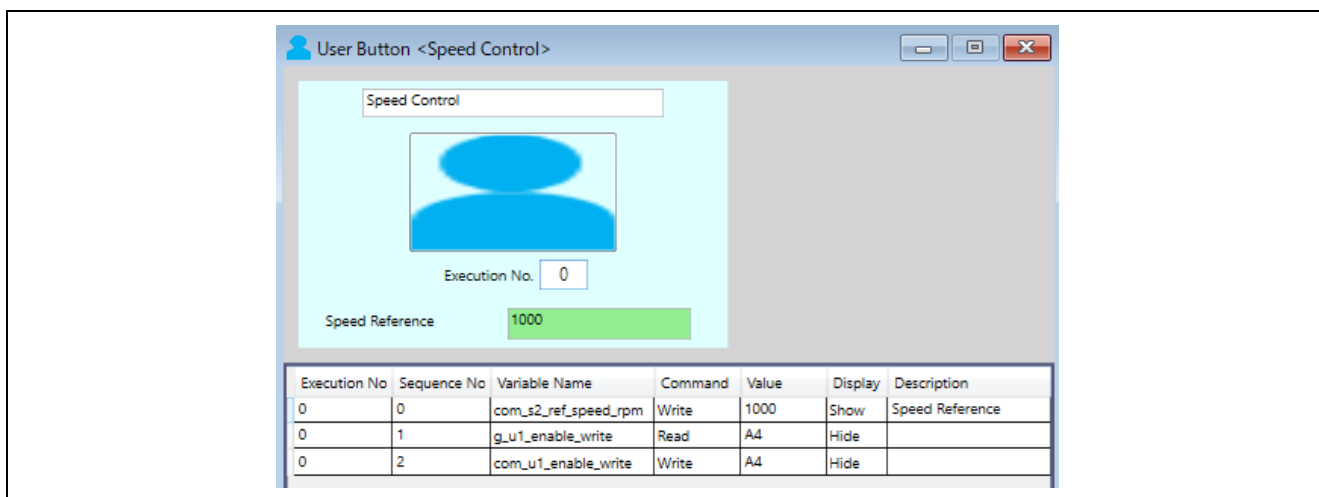 User Button <Speed Control>
Speed Control
Execution No. 0
Speed Reference 1000
Execution No Sequence No Variable Name Command Value Display Description
0 0 com_s2_ref_speed_rpm Write 1000 Show Speed Reference
0 1 g_u1_enable_write Read A4 Hide
0 2 com_u1_enable_write Write A4 Hide